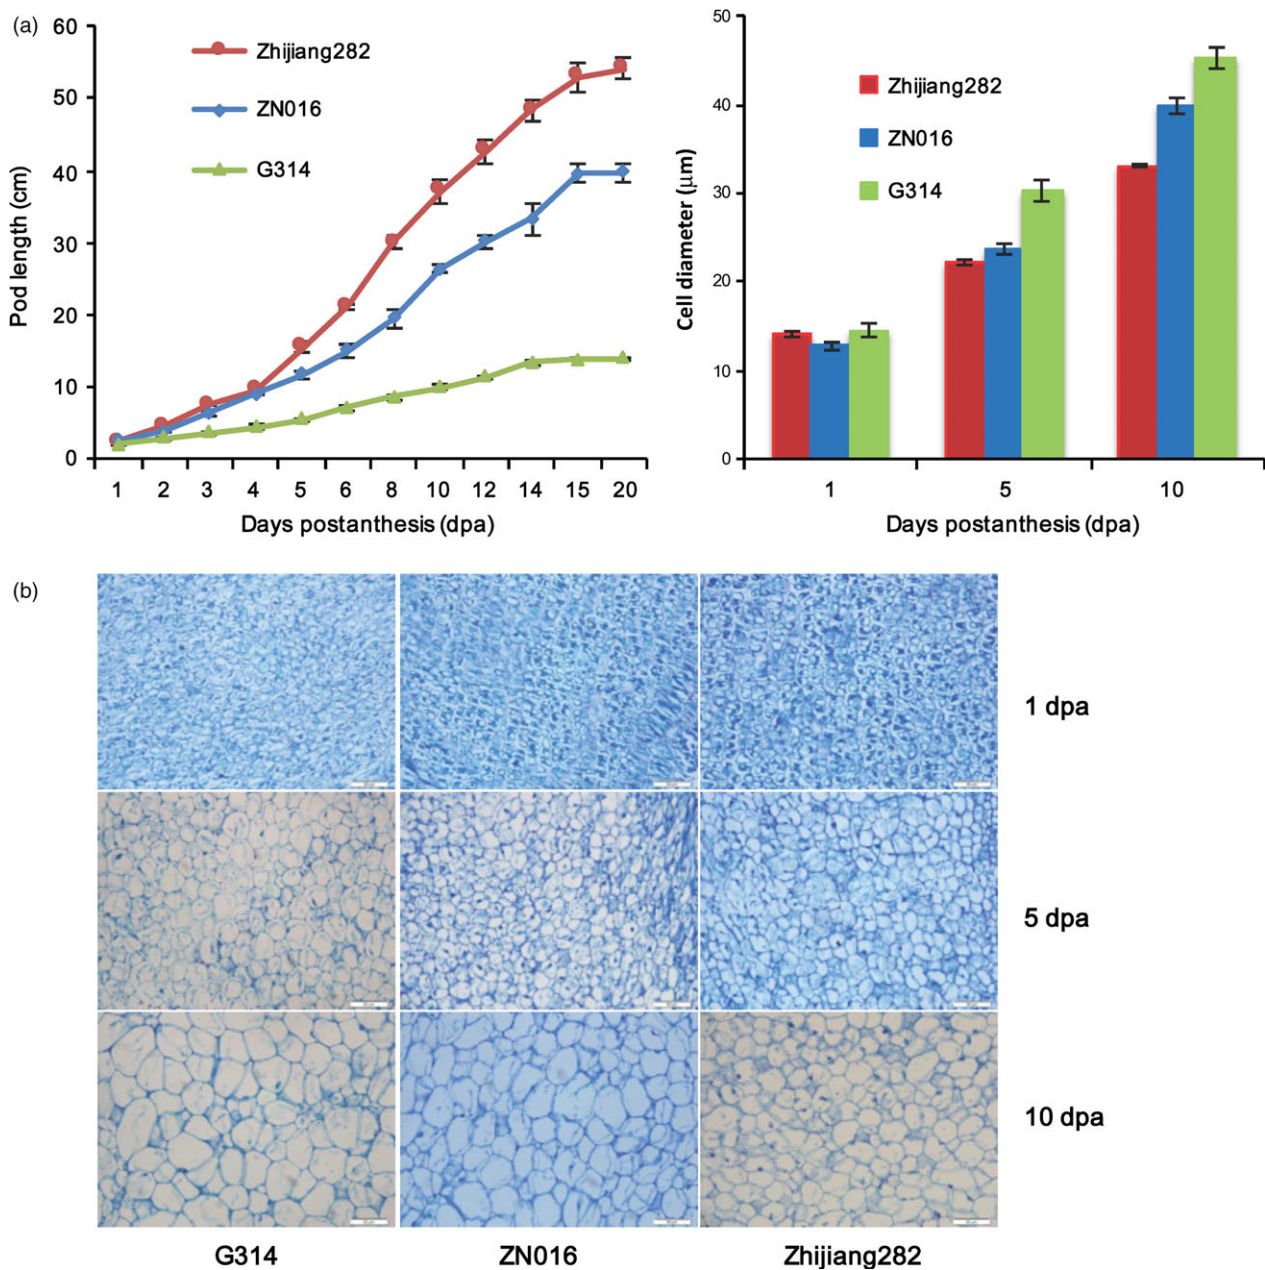 (a)
60
50
40
30
20
10
0
Pod length (cm)
Zhijiang282
ZN016
G314
1 2 3 4 5 6 8 10 12 14 15 20
Days postanthesis (dpa)
50
40
30
20
10
0
Cell diameter (μm)
Zhijiang282
ZN016
G314
1 5 10
Days postanthesis (dpa)
(b)
1 dpa
5 dpa
10 dpa
G314 ZN016 Zhijiang282